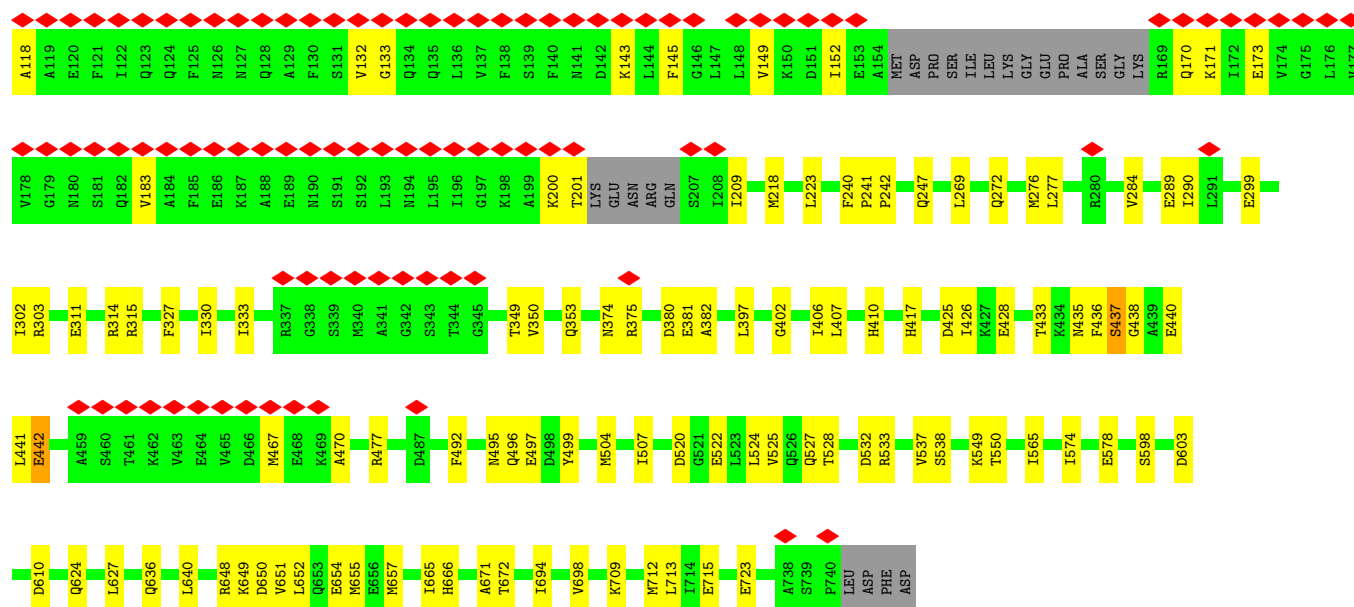 A118 A119 E120 F121 I122 Q123 Q124 F125 N126 N127 Q128 A129 F130 S131 V132 G133 Q134 Q135 L136 V137 F138 S139 F140 N141 D142 K143 L144 F145 G146 L147 L148 V149 K150 D151 I152 E153 A154 MET ASP PRO SER ILE LEU LYS GLY GLU PRO ALA SER GLY LYS R169 Q170 K171 I172 E173 V174 G175 L176 V177
V178 G179 N180 S181 Q182 V183 A184 F185 E186 K187 A188 E189 N190 S191 S192 L193 N194 L195 I196 G197 K198 A199 K200 T201 LYS GLU ASN ARG GLN S207 I208 I209 M218 L223 F240 P241 P242 Q247 L269 Q272 M276 L277 R280 V284 E289 I290 L291 E299
I302 R303 E311 R314 R315 F327 I330 I333 R337 G338 S339 M340 A341 G342 S343 T344 G345 T349 V350 Q353 N374 R375 D380 E381 A382 L397 G402 I406 L407 H410 H417 D425 I426 K427 E428 T433 K434 N435 F436 S437 G438 A439 E440
L441 E442 A459 S460 T461 K462 V463 E464 V465 D466 M467 E468 K469 A470 R477 D487 F492 N495 Q496 E497 D498 Y499 M504 I507 D520 G521 E522 L523 L524 V525 Q526 Q527 T528 D532 R533 V537 S538 K549 T550 I565 I574 E578 S598 D603
D610 Q624 L627 Q636 L640 R648 K649 D650 V651 L652 Q653 E654 M655 E656 M657 I665 H666 A671 T672 I694 V698 K709 M712 L713 I714 E715 E723 A738 S739 P740 LEU ASP PHE ASP